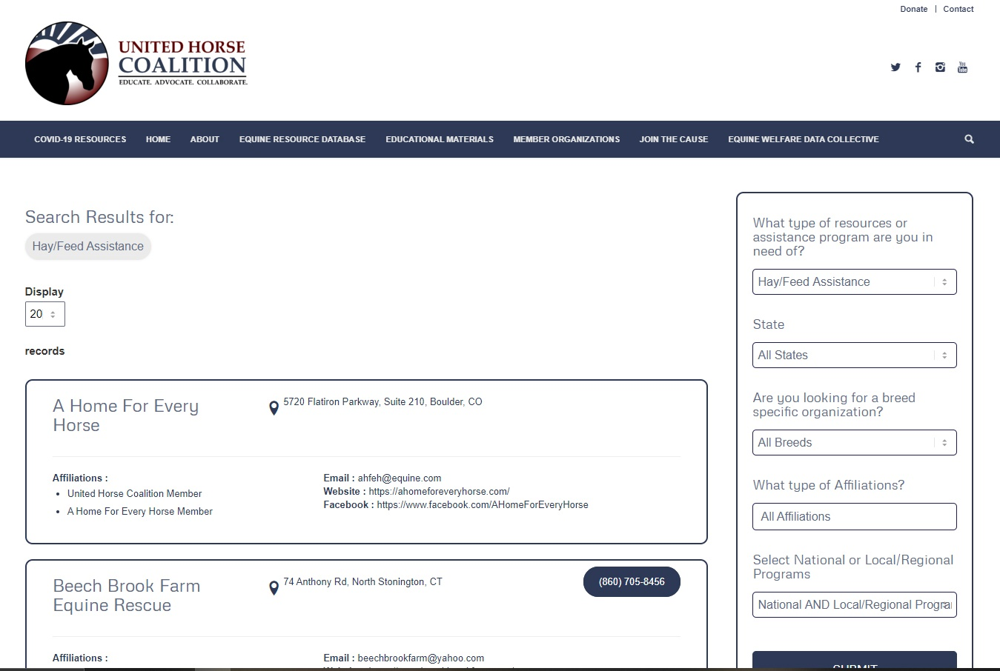 Donate | Contact
UNITED HORSE
COALITION
EDUCATE. ADVOCATE. COLLABORATE.
You
Tube
COVID-19 RESOURCES HOME ABOUT EQUINE RESOURCE DATABASE EDUCATIONAL MATERIALS MEMBER ORGANIZATIONS JOIN THE CAUSE EQUINE WELFARE DATA COLLECTIVE
Search Results for:
Hay/Feed Assistance
Display
20
records
A Home For Every
Horse
5720 Flatiron Parkway, Suite 210, Boulder, CO
Affiliations :
• United Horse Coalition Member
• A Home For Every Horse Member
Email : ahfeh@equine.com
Website : https://ahomeforeveryhorse.com/
Facebook : https://www.facebook.com/AHomeForEveryHorse
Beech Brook Farm
Equine Rescue
74 Anthony Rd, North Stonington, CT
(860) 705-8456
Affiliations :
Email : beechbrookfarm@yahoo.com
What type of resources or
assistance program are you in
need of?
Hay/Feed Assistance
State
All States
Are you looking for a breed
specific organization?
All Breeds
What type of Affiliations?
All Affiliations
Select National or Local/Regional
Programs
National AND Local/Regional Progra
SUBMIT